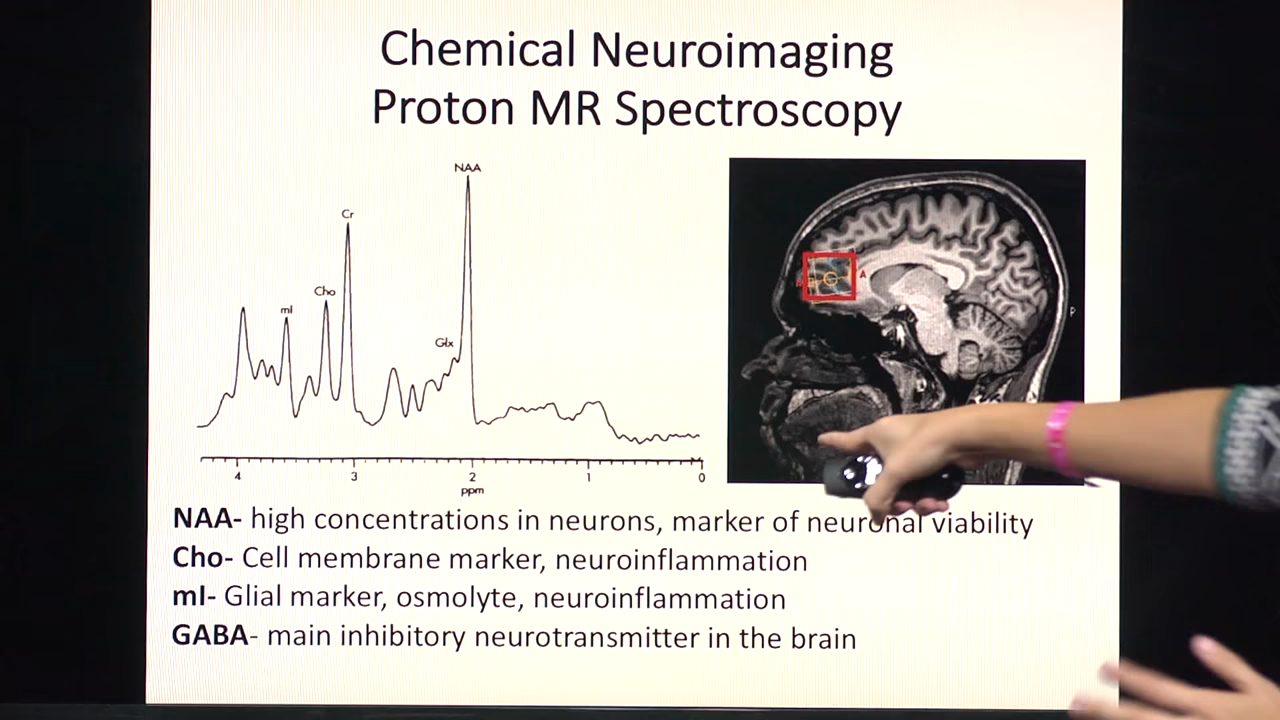 Chemical Neuroimaging
Proton MR Spectroscopy
NAA
Cr
Cho
mI
Glx
4 3 2 1 0
ppm
A
P
NAA- high concentrations in neurons, marker of neuronal viability
Cho- Cell membrane marker, neuroinflammation
mI- Glial marker, osmolyte, neuroinflammation
GABA- main inhibitory neurotransmitter in the brain